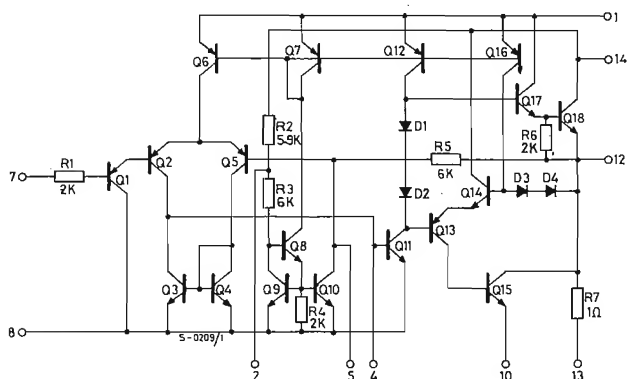 1
Q6
Q7
Q12
Q16
14
Q17
Q18
R2
5·9K
D1
R6
2K
R1
2K
Q2
Q5
R5
6K
12
7
Q1
R3
6K
D2
Q14
D3
D4
Q8
Q11
Q13
Q3
Q4
Q9
Q10
R4
2K
Q15
R7
1Ω
8
S-0209/1
2
5
4
10
13